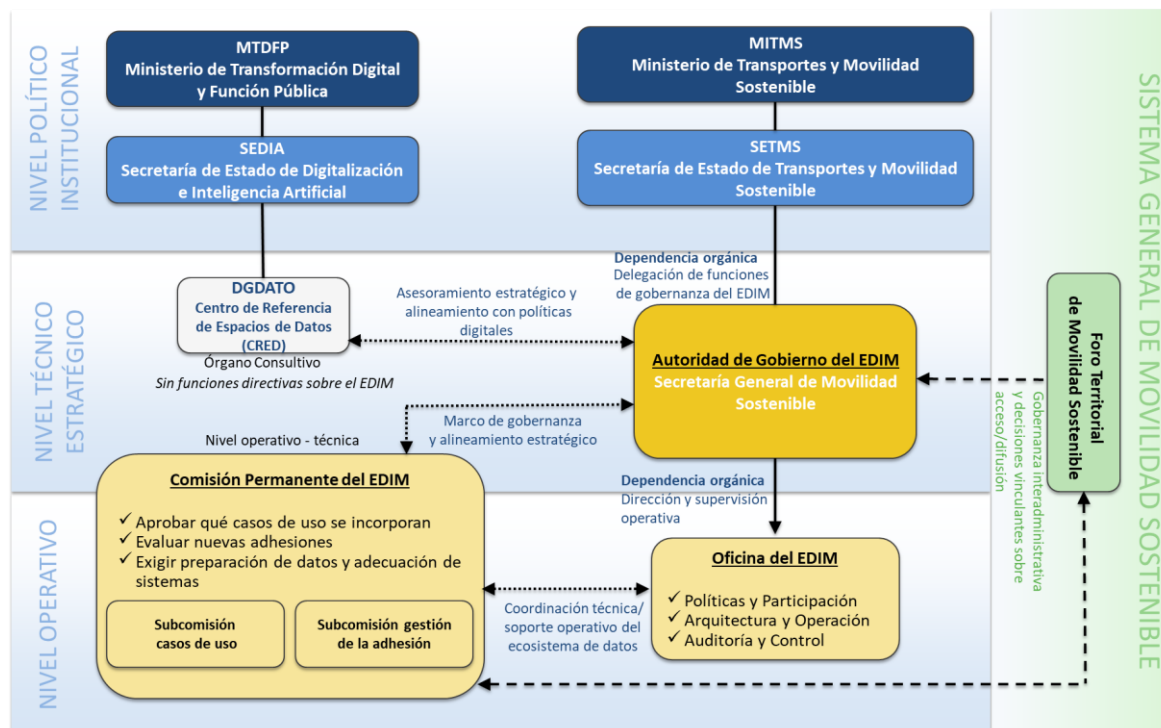 NIVEL POLÍTICO
INSTITUCIONAL
MTDFP
Ministerio de Transformación Digital
y Función Pública
MITMS
Ministerio de Transportes y Movilidad
Sostenible
SEDIA
Secretaría de Estado de Digitalización
e Inteligencia Artificial
SETMS
Secretaría de Estado de Transportes y Movilidad
Sostenible
NIVEL TÉCNICO
ESTRATÉGICO
Dependencia orgánica
Delegación de funciones
de gobernanza del EDIM
DGDATO
Centro de Referencia
de Espacios de Datos
(CRED)
Órgano Consultivo
Sin funciones directivas sobre el EDIM
Asesoramiento estratégico y
alineamiento con políticas
digitales
Autoridad de Gobierno del EDIM
Secretaría General de Movilidad
Sostenible
Marco de gobernanza
y alineamiento estratégico
Nivel operativo - técnica
Dependencia orgánica
Dirección y supervisión
operativa
NIVEL OPERATIVO
Comisión Permanente del EDIM
✓ Aprobar qué casos de uso se incorporan
✓ Evaluar nuevas adhesiones
✓ Exigir preparación de datos y adecuación de
sistemas
Subcomisión
casos de uso
Subcomisión gestión
de la adhesión
Coordinación técnica/
soporte operativo del
ecosistema de datos
Oficina del EDIM
✓ Políticas y Participación
✓ Arquitectura y Operación
✓ Auditoría y Control
Foro Territorial
de Movilidad Sostenible
Gobernanza interadministrativa
y decisiones vinculantes sobre
acceso/difusión
SISTEMA GENERAL DE MOVILIDAD SOSTENIBLE